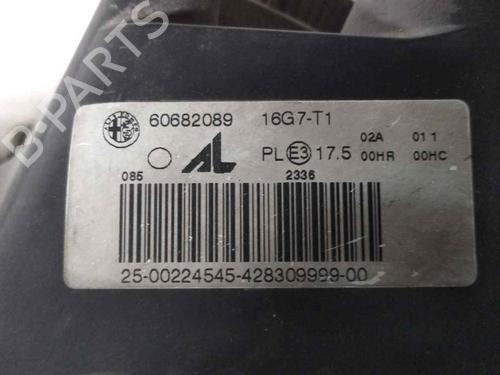 60682089 16G7-T1
AL PL E3 17.5 02A 01 1
00HR 00HC
085 2336
25-00224545-428309999-00
B-PARTS